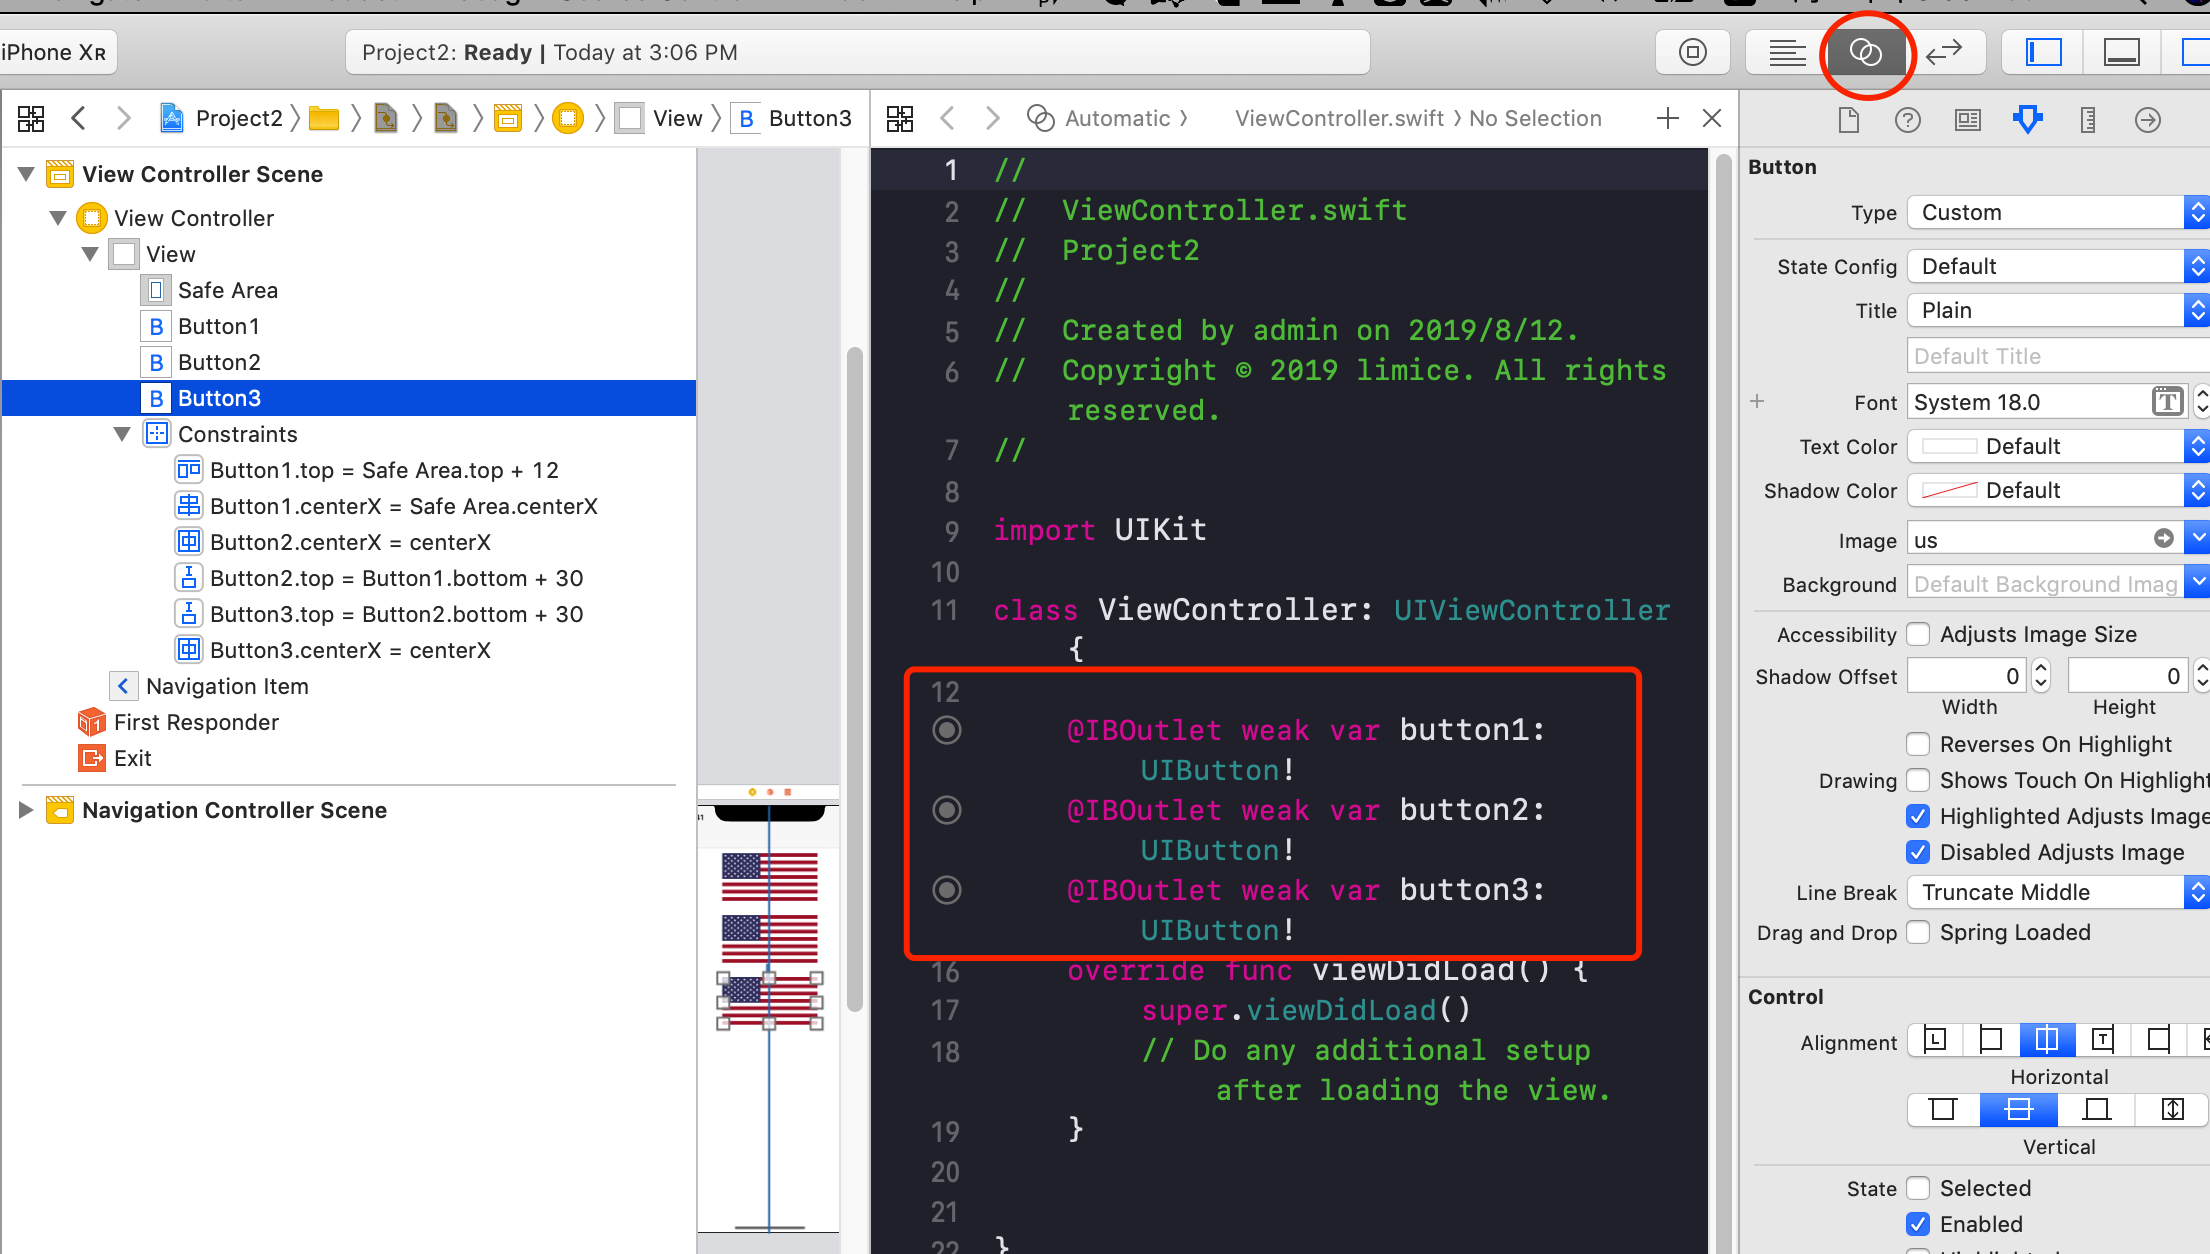 iPhone XR
Project2: Ready | Today at 3:06 PM
Project2
View
B Button3
Automatic
ViewController.swift
No Selection
View Controller Scene
View Controller
View
Safe Area
B Button1
B Button2
B Button3
Constraints
Button1.top = Safe Area.top + 12
Button1.centerX = Safe Area.centerX
Button2.centerX = centerX
Button2.top = Button1.bottom + 30
Button3.top = Button2.bottom + 30
Button3.centerX = centerX
Navigation Item
First Responder
Exit
Navigation Controller Scene
1 //
2 // ViewController.swift
3 // Project2
4 //
5 // Created by admin on 2019/8/12.
6 // Copyright © 2019 limice. All rights
reserved.
7 //
8
9 import UIKit
10
11 class ViewController: UIViewController
{
12
@IBOutlet weak var button1:
UIButton!
@IBOutlet weak var button2:
UIButton!
@IBOutlet weak var button3:
UIButton!
16 override func viewDidLoad() {
17 super.viewDidLoad()
18 // Do any additional setup
after loading the view.
19 }
20
21
22 }
Button
Type Custom
State Config Default
Title Plain
Default Title
Font System 18.0
T
Text Color Default
Shadow Color Default
Image us
Background Default Background Imag
Accessibility Adjusts Image Size
Shadow Offset 0 0
Width Height
Reverses On Highlight
Drawing Shows Touch On Highlight
Highlighted Adjusts Image
Disabled Adjusts Image
Line Break Truncate Middle
Drag and Drop Spring Loaded
Control
Alignment
Horizontal
Vertical
State Selected
Enabled